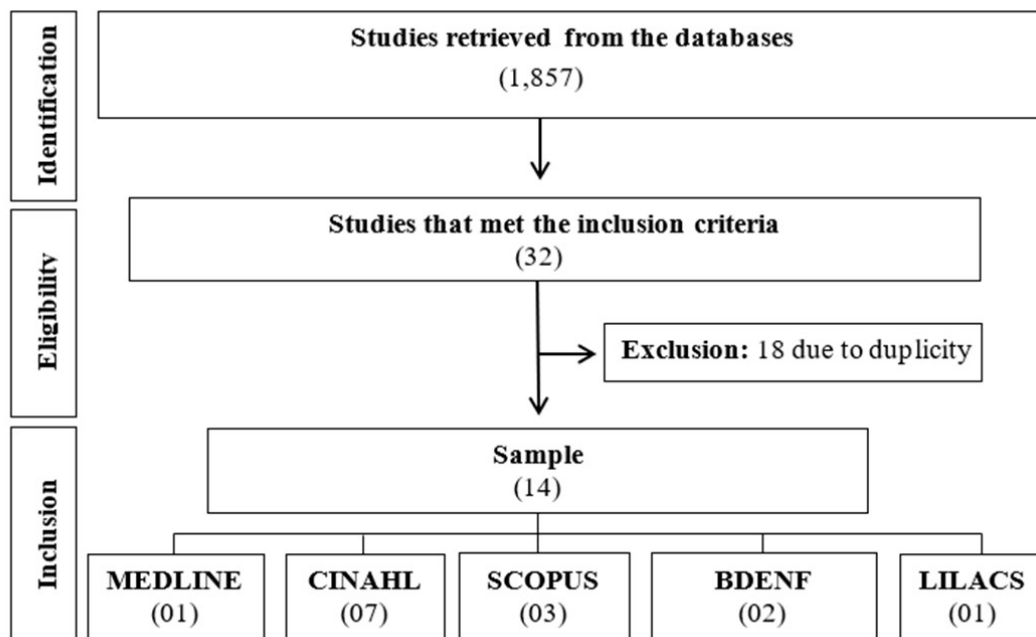 Identification
Studies retrieved from the databases
(1,857)
Eligibility
Studies that met the inclusion criteria
(32)
Exclusion: 18 due to duplicity
Inclusion
Sample
(14)
MEDLINE
(01)
CINAHL
(07)
SCOPUS
(03)
BDENF
(02)
LILACS
(01)